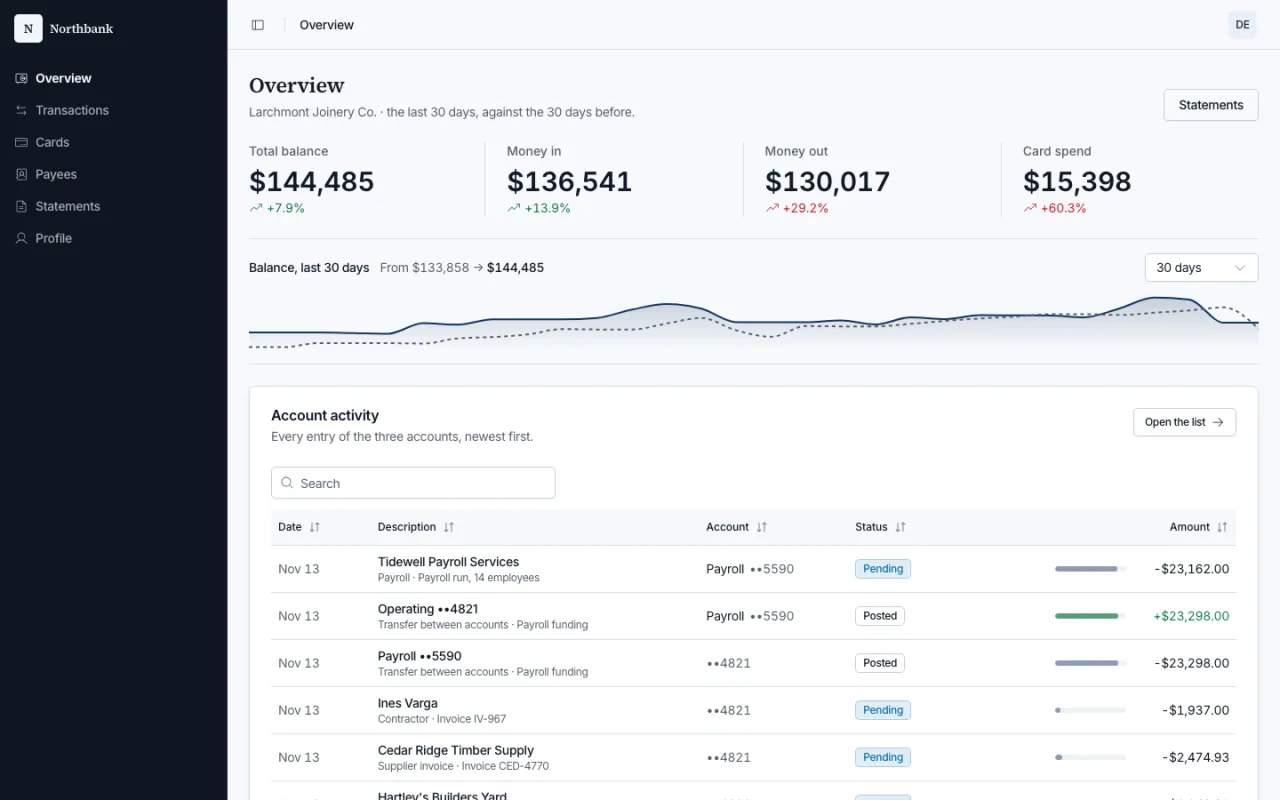 N Northbank
Overview
Transactions
Cards
Payees
Statements
Profile
Overview
DE
Overview
Larchmont Joinery Co. · the last 30 days, against the 30 days before.
Statements
Total balance
$144,485
+7.9%
Money in
$136,541
+13.9%
Money out
$130,017
+29.2%
Card spend
$15,398
+60.3%
Balance, last 30 days From $133,858 → $144,485
30 days
Account activity
Every entry of the three accounts, newest first.
Open the list →
Search
Date Description Account Status Amount
Nov 13 Tidewell Payroll Services Payroll ••5590 Pending -$23,162.00
Payroll · Payroll run, 14 employees
Nov 13 Operating ••4821 Payroll ••5590 Posted +$23,298.00
Transfer between accounts · Payroll funding
Nov 13 Payroll ••5590 ••4821 Posted -$23,298.00
Transfer between accounts · Payroll funding
Nov 13 Ines Varga ••4821 Pending -$1,937.00
Contractor · Invoice IV-967
Nov 13 Cedar Ridge Timber Supply ••4821 Pending -$2,474.93
Supplier invoice · Invoice CED-4770
Hartley's Builders Yard